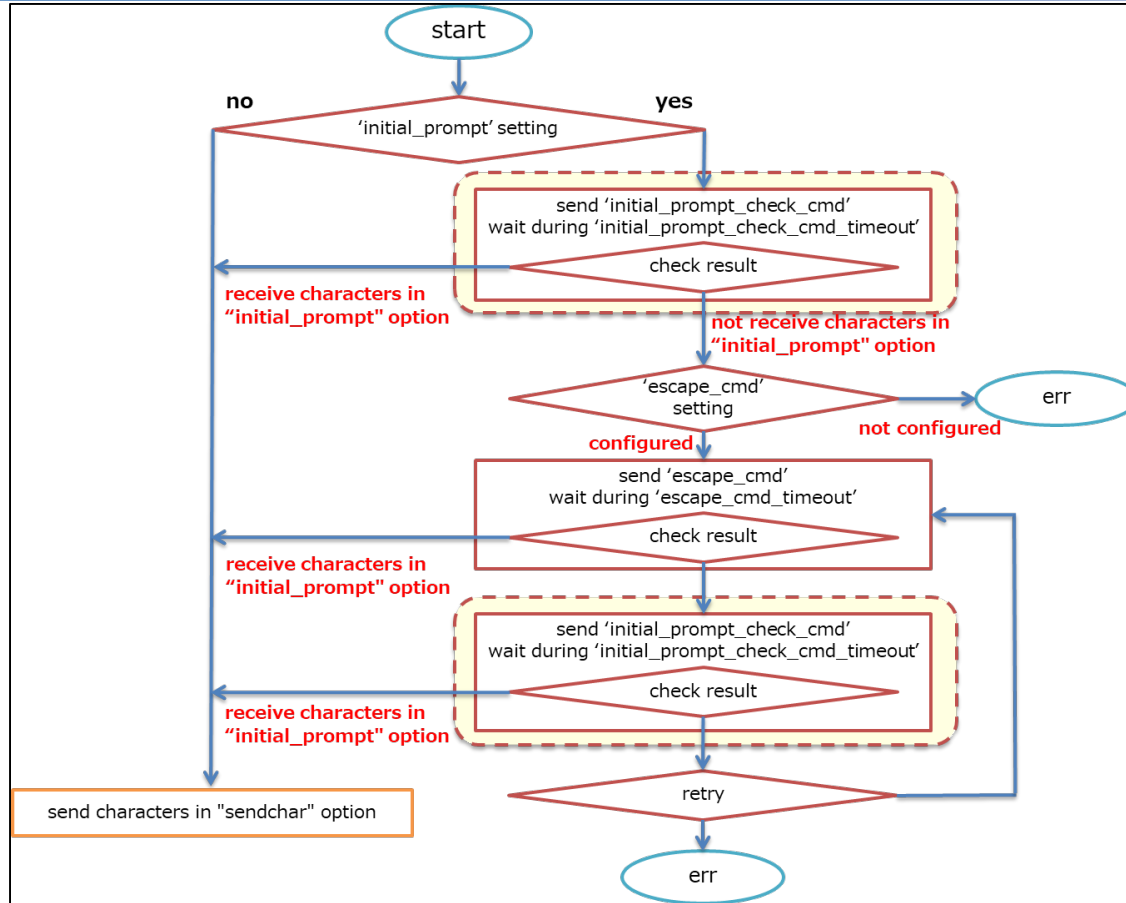 start
no
yes
‘initial_prompt’ setting
send ‘initial_prompt_check_cmd’
wait during ‘initial_prompt_check_cmd_timeout’
check result
receive characters in
“initial_prompt" option
not receive characters in
“initial_prompt" option
‘escape_cmd’
setting
err
configured
not configured
send ‘escape_cmd’
wait during ‘escape_cmd_timeout’
check result
receive characters in
“initial_prompt" option
send ‘initial_prompt_check_cmd’
wait during ‘initial_prompt_check_cmd_timeout’
check result
receive characters in
“initial_prompt" option
send characters in "sendchar" option
retry
err